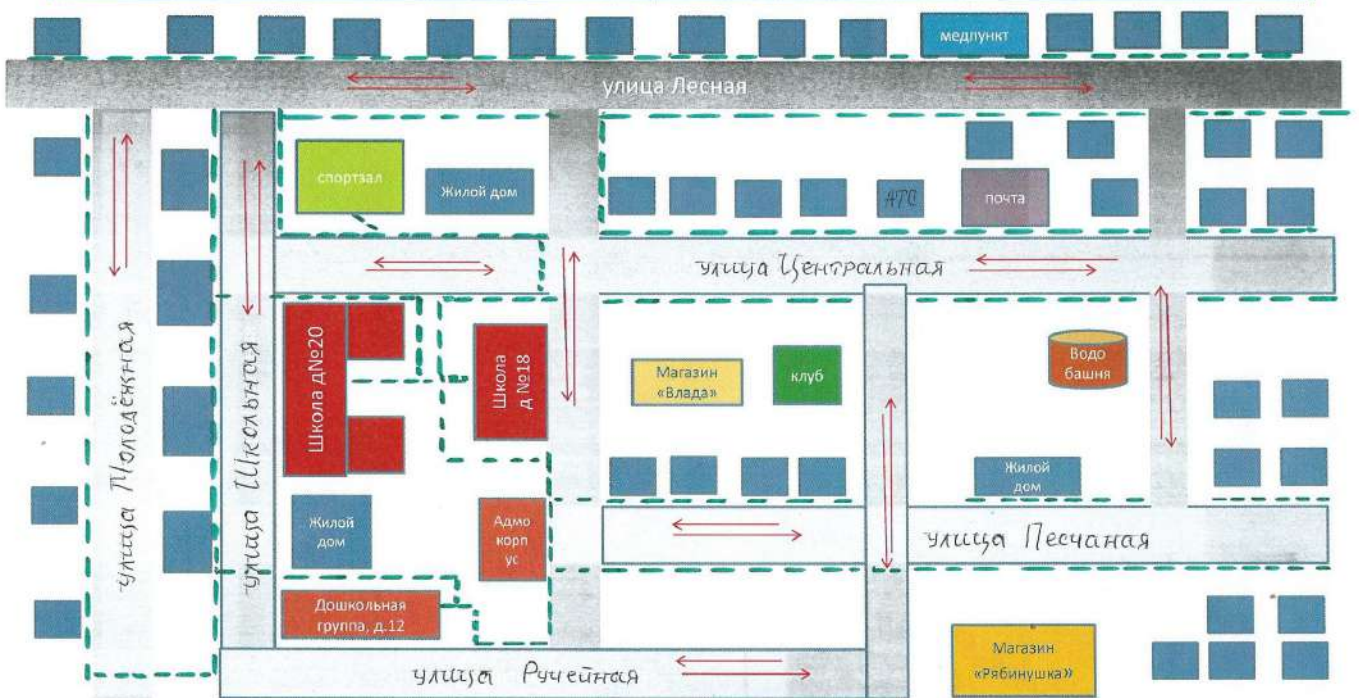 медпункт
улица Лесная
спортзал
Жилой дом
АТС
почта
улица Центральная
улица Молодёжная
улица Школьная
Школа д№20
Школа
д №18
Магазин
«Влада»
клуб
Водо
башня
Жилой
дом
Жилой
дом
Адмо
корп
ус
улица Песчаная
Дошкольная
группа, д.12
улица Ручейная
Магазин
«Рябинушка»